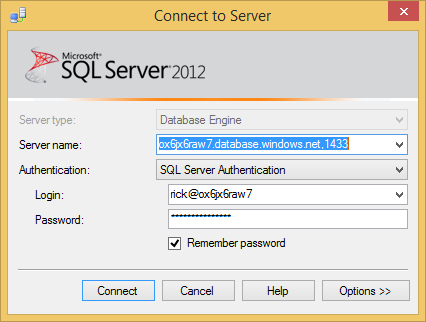 Connect to Server
Microsoft
SQL Server 2012
Server type: Database Engine
Server name: ox6jx6raw7.database.windows.net,1433
Authentication: SQL Server Authentication
Login: rick@ox6jx6raw7
Password: ***************
Remember password
Connect Cancel Help Options >>